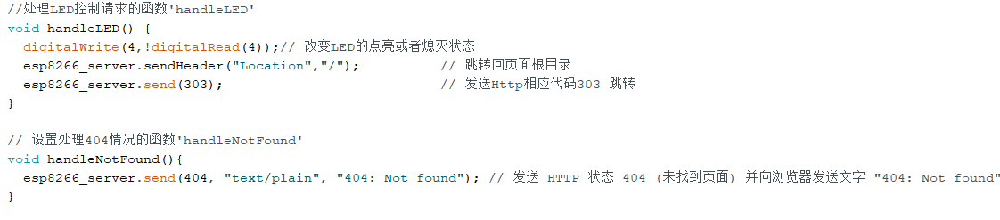 //处理LED控制请求的函数'handleLED'
void handleLED() {
  digitalWrite(4,!digitalRead(4));// 改变LED的点亮或者熄灭状态
  esp8266_server.sendHeader("Location","/");          // 跳转回页面根目录
  esp8266_server.send(303);                           // 发送Http相应代码303 跳转
}

// 设置处理404情况的函数'handleNotFound'
void handleNotFound(){
  esp8266_server.send(404, "text/plain", "404: Not found"); // 发送 HTTP 状态 404 (未找到页面) 并向浏览器发送文字 "404: Not found"
}